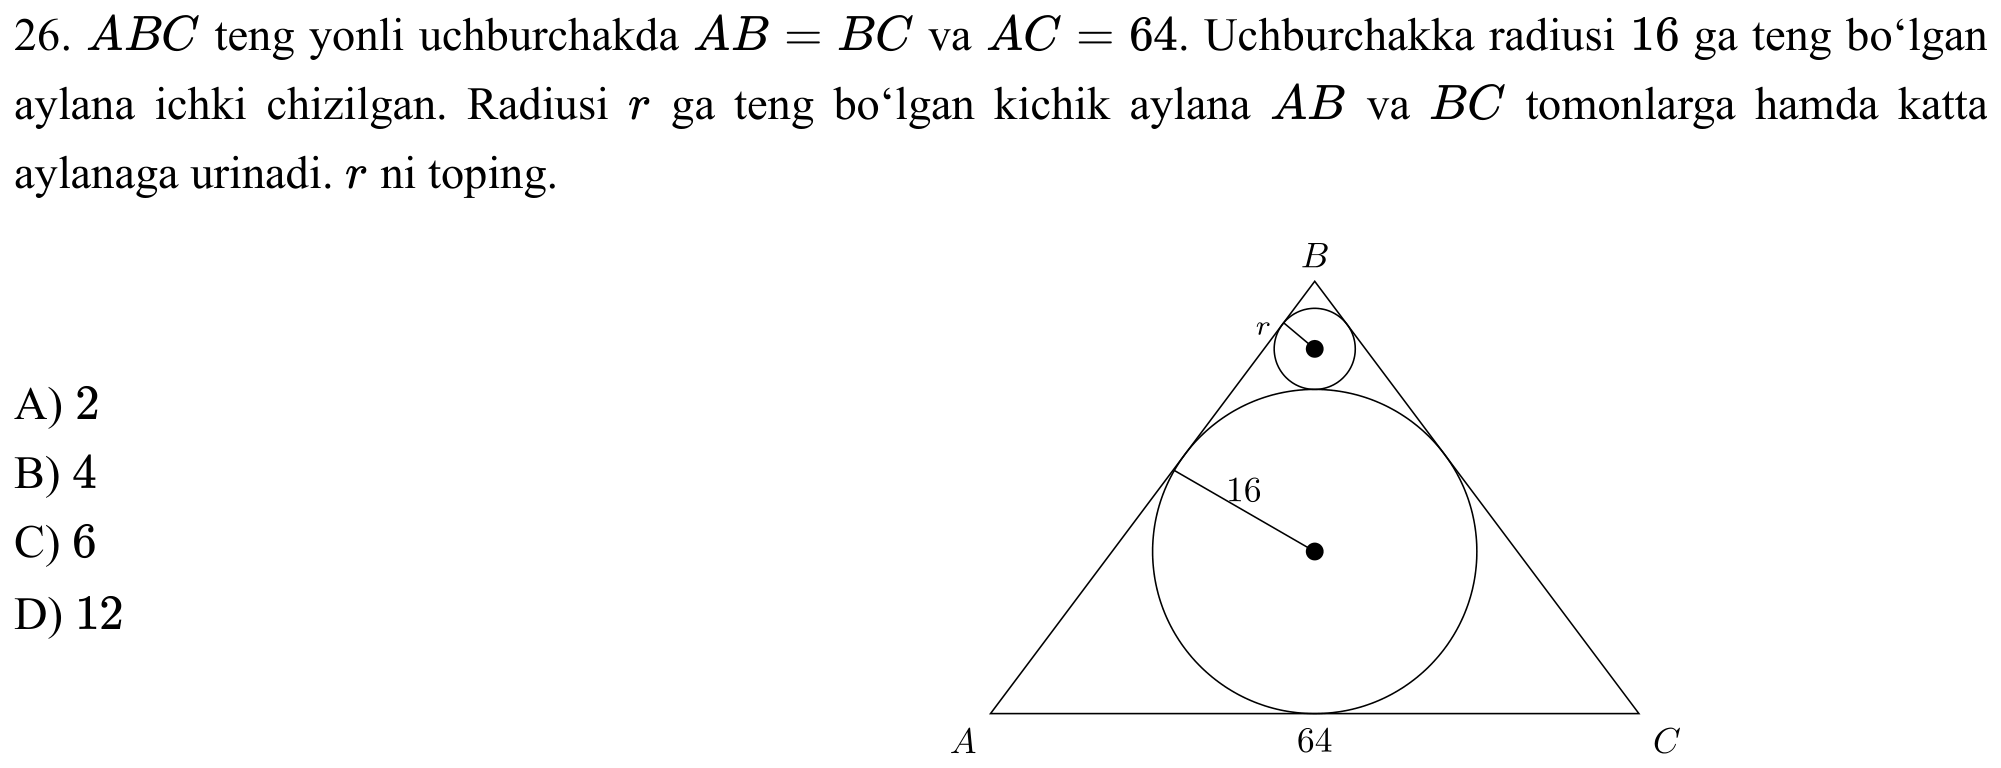 26. ABC teng yonli uchburchakda AB = BC va AC = 64. Uchburchakka radiusi 16 ga teng bo‘lgan
aylana ichki chizilgan. Radiusi r ga teng bo‘lgan kichik aylana AB va BC tomonlarga hamda katta
aylanaga urinadi. r ni toping.
B
r
A) 2
B) 4
16
C) 6
D) 12
A
64
C